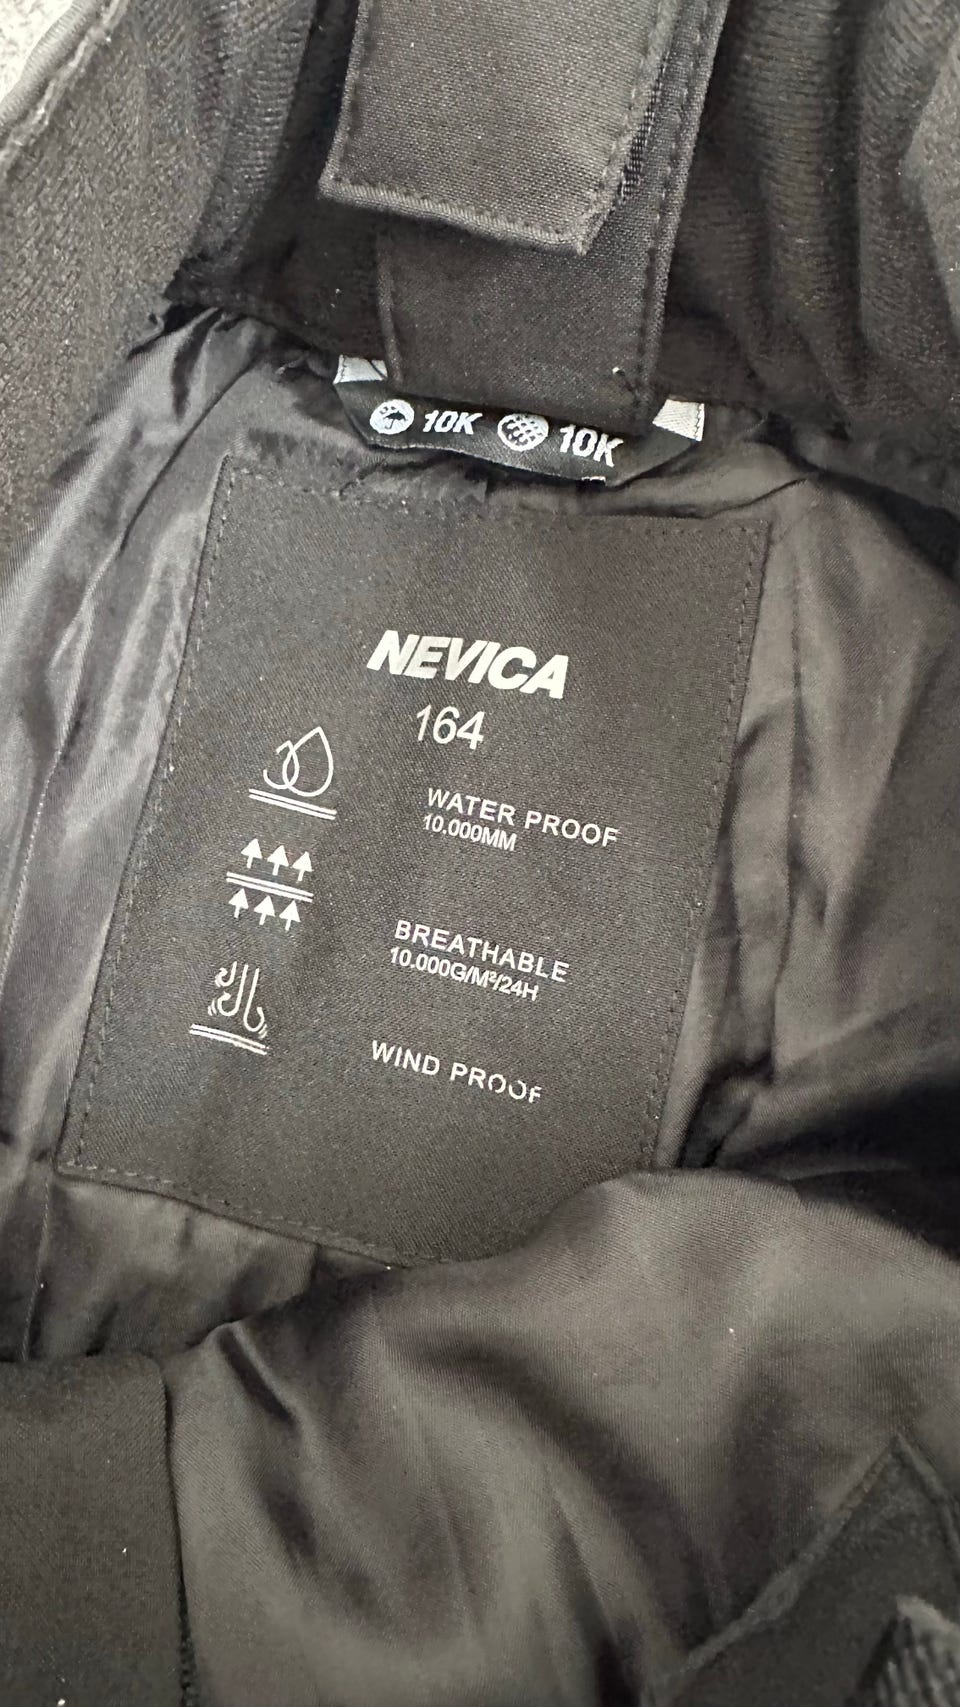 10K 10K
NEVICA
164
WATER PROOF
10.000MM
BREATHABLE
10.000G/M²/24H
WIND PROOF